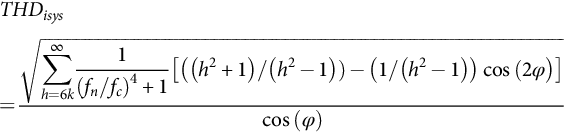 THD_{isys}
= \frac{\sqrt{\sum_{h=6k}^{\infty} \frac{1}{(f_n/f_c)^4 + 1} \left[ \left( (h^2+1)/(h^2-1) \right) - \left( 1/(h^2-1) \right) \cos(2\varphi) \right]}}{\cos(\varphi)}